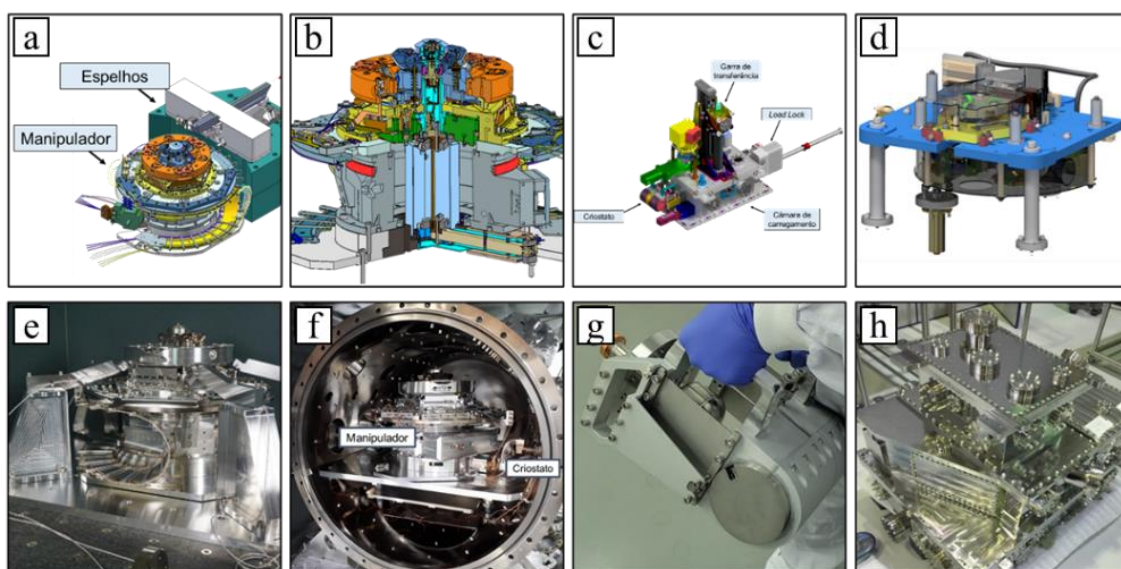 a
Espelhos
Manipulador
b
c
Garra de
transferência
Load Lock
Criostato
Câmara de
carregamento
d
e
f
Manipulador
Criostato
g
h